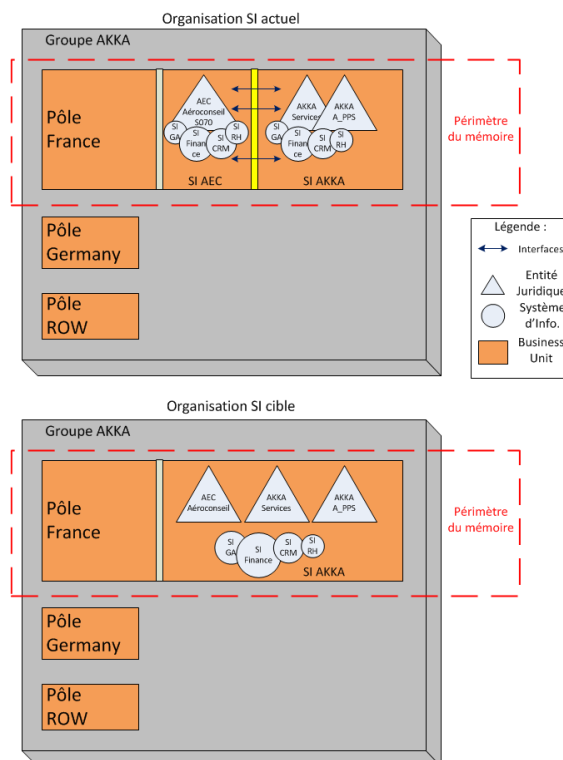 Organisation SI actuel
Groupe AKKA
Pôle
France
AEC
Aéroconseil
S070
SI
GA
SI
Finan
ce
SI
CRM
SI
RH
SI AEC
AKKA
Services
AKKA
A_PPS
SI
GA
SI
Finan
ce
SI
CRM
SI
RH
SI AKKA
Périmètre
du mémoire
Pôle
Germany
Pôle
ROW
Légende :
Interfaces
Entité
Juridique
Système
d'Info.
Business
Unit
Organisation SI cible
Groupe AKKA
Pôle
France
AEC
Aéroconseil
AKKA
Services
AKKA
A_PPS
SI
GA
SI
Finance
SI
CRM
SI
RH
SI AKKA
Périmètre
du mémoire
Pôle
Germany
Pôle
ROW